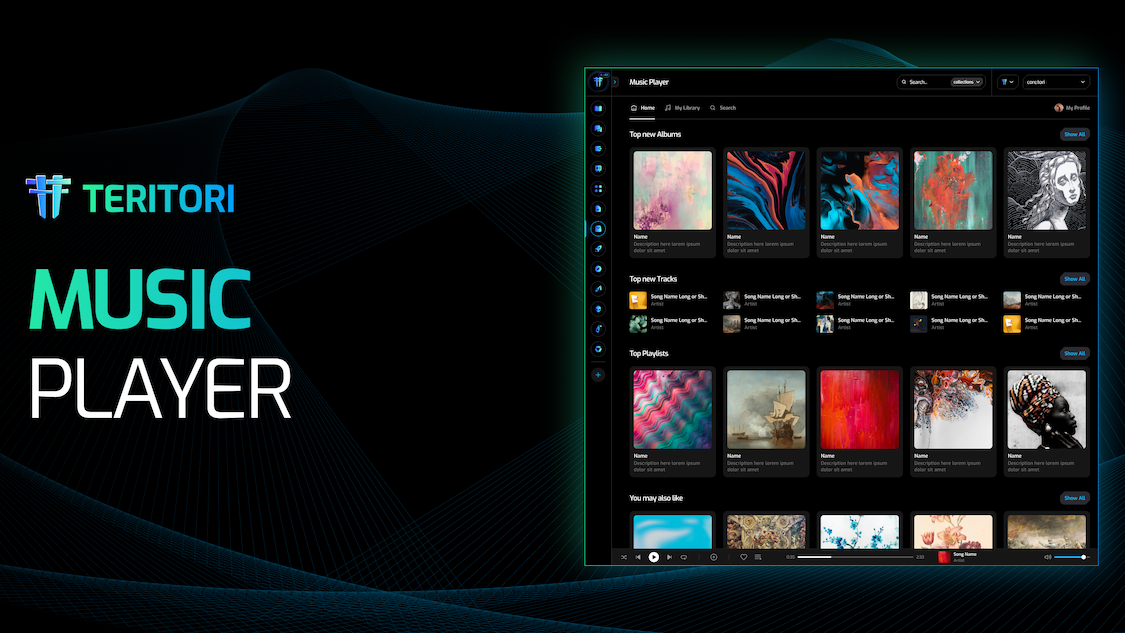 TERITORI
MUSIC
PLAYER
Music Player
Search...
collections
conctori
Home
My Library
Search
My Profile
Top new Albums
Show All
Name
Description here lorem ipsum
dolor sit amet
Name
Description here lorem ipsum
dolor sit amet
Name
Description here lorem ipsum
dolor sit amet
Name
Description here lorem ipsum
dolor sit amet
Name
Description here lorem ipsum
dolor sit amet
Top new Tracks
Show All
Song Name Long or Sh...
Artist
Song Name Long or Sh...
Artist
Song Name Long or Sh...
Artist
Song Name Long or Sh...
Artist
Song Name Long or Sh...
Artist
Song Name Long or Sh...
Artist
Song Name Long or Sh...
Artist
Song Name Long or Sh...
Artist
Song Name Long or Sh...
Artist
Song Name Long or Sh...
Artist
Top Playlists
Show All
Name
Description here lorem ipsum
dolor sit amet
Name
Description here lorem ipsum
dolor sit amet
Name
Description here lorem ipsum
dolor sit amet
Name
Description here lorem ipsum
dolor sit amet
Name
Description here lorem ipsum
dolor sit amet
You may also like
Show All
0:35
2:33
Song Name
Artist